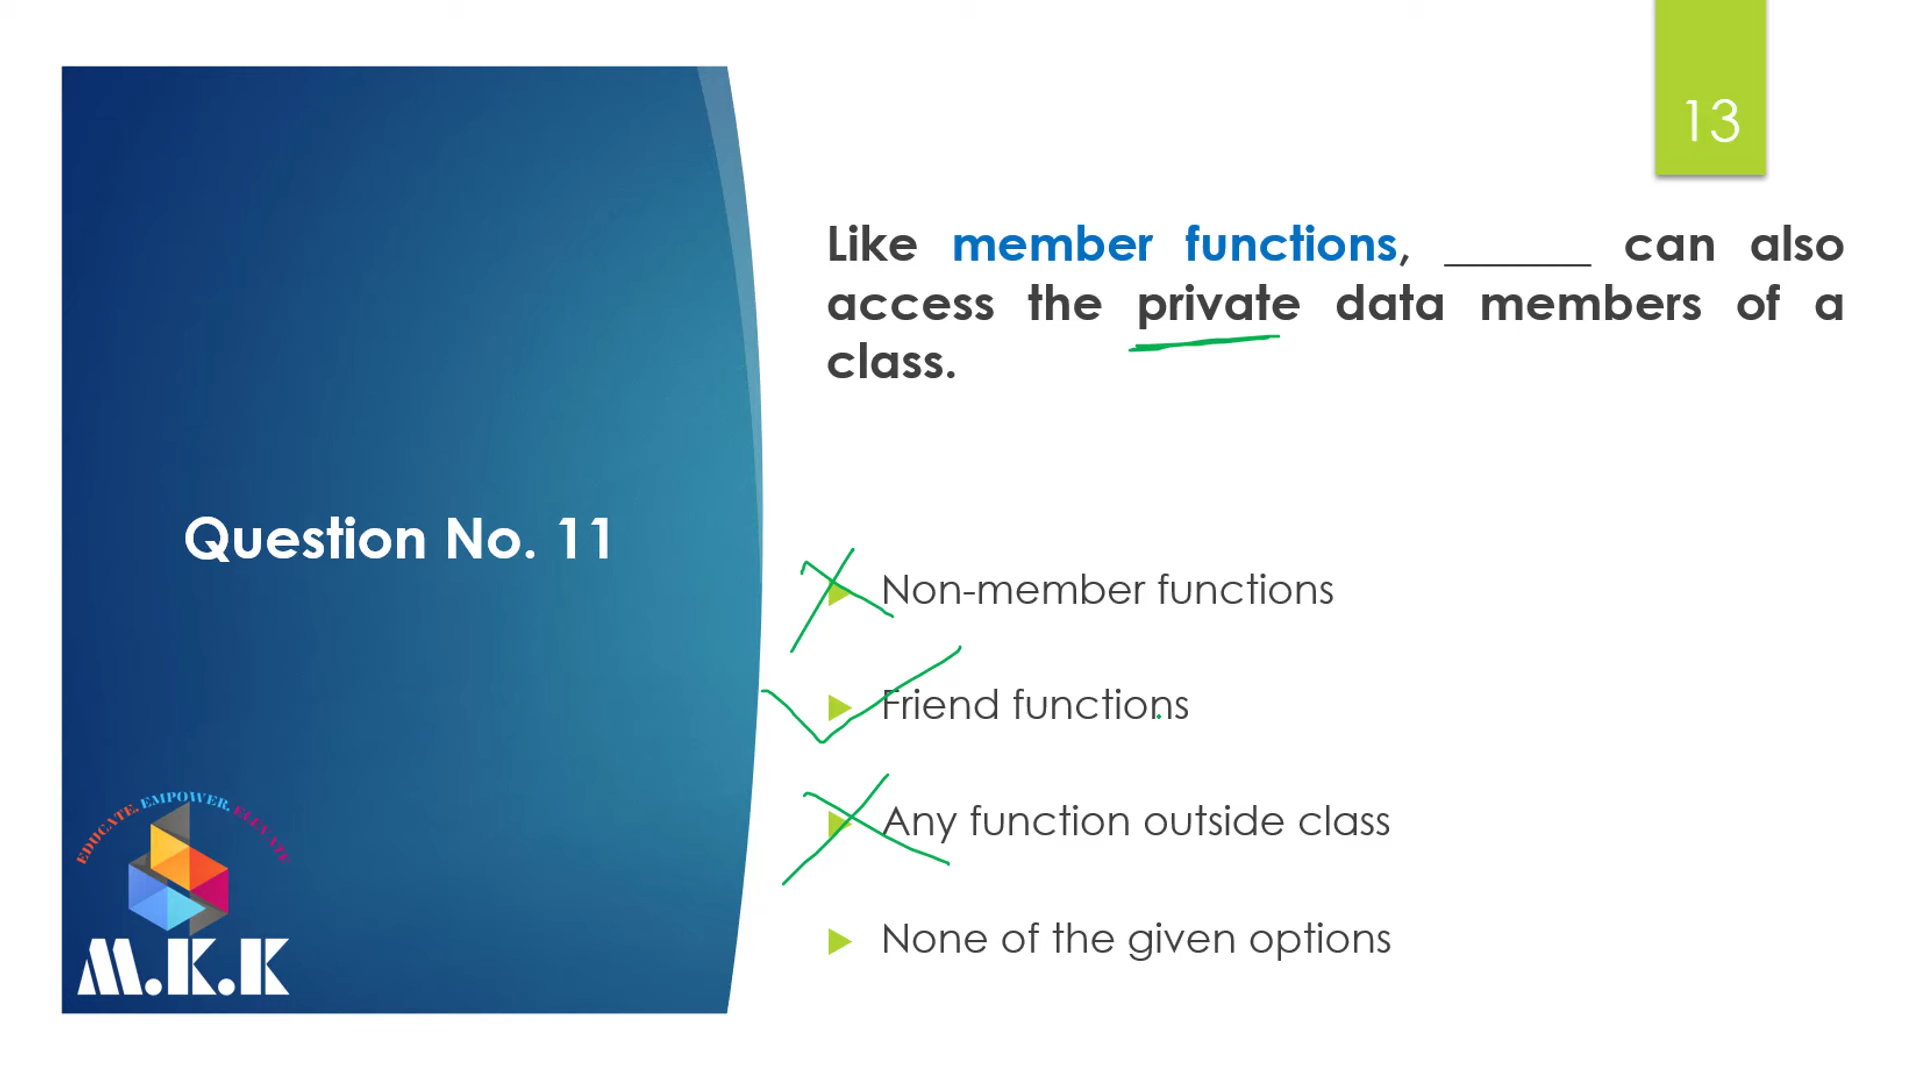 13
Like member functions, ______ can also
access the private data members of a
class.
Question No. 11
Non-member functions
Friend functions
Any function outside class
None of the given options
EDUCATE. EMPOWER. ELEVATE
M.K.K